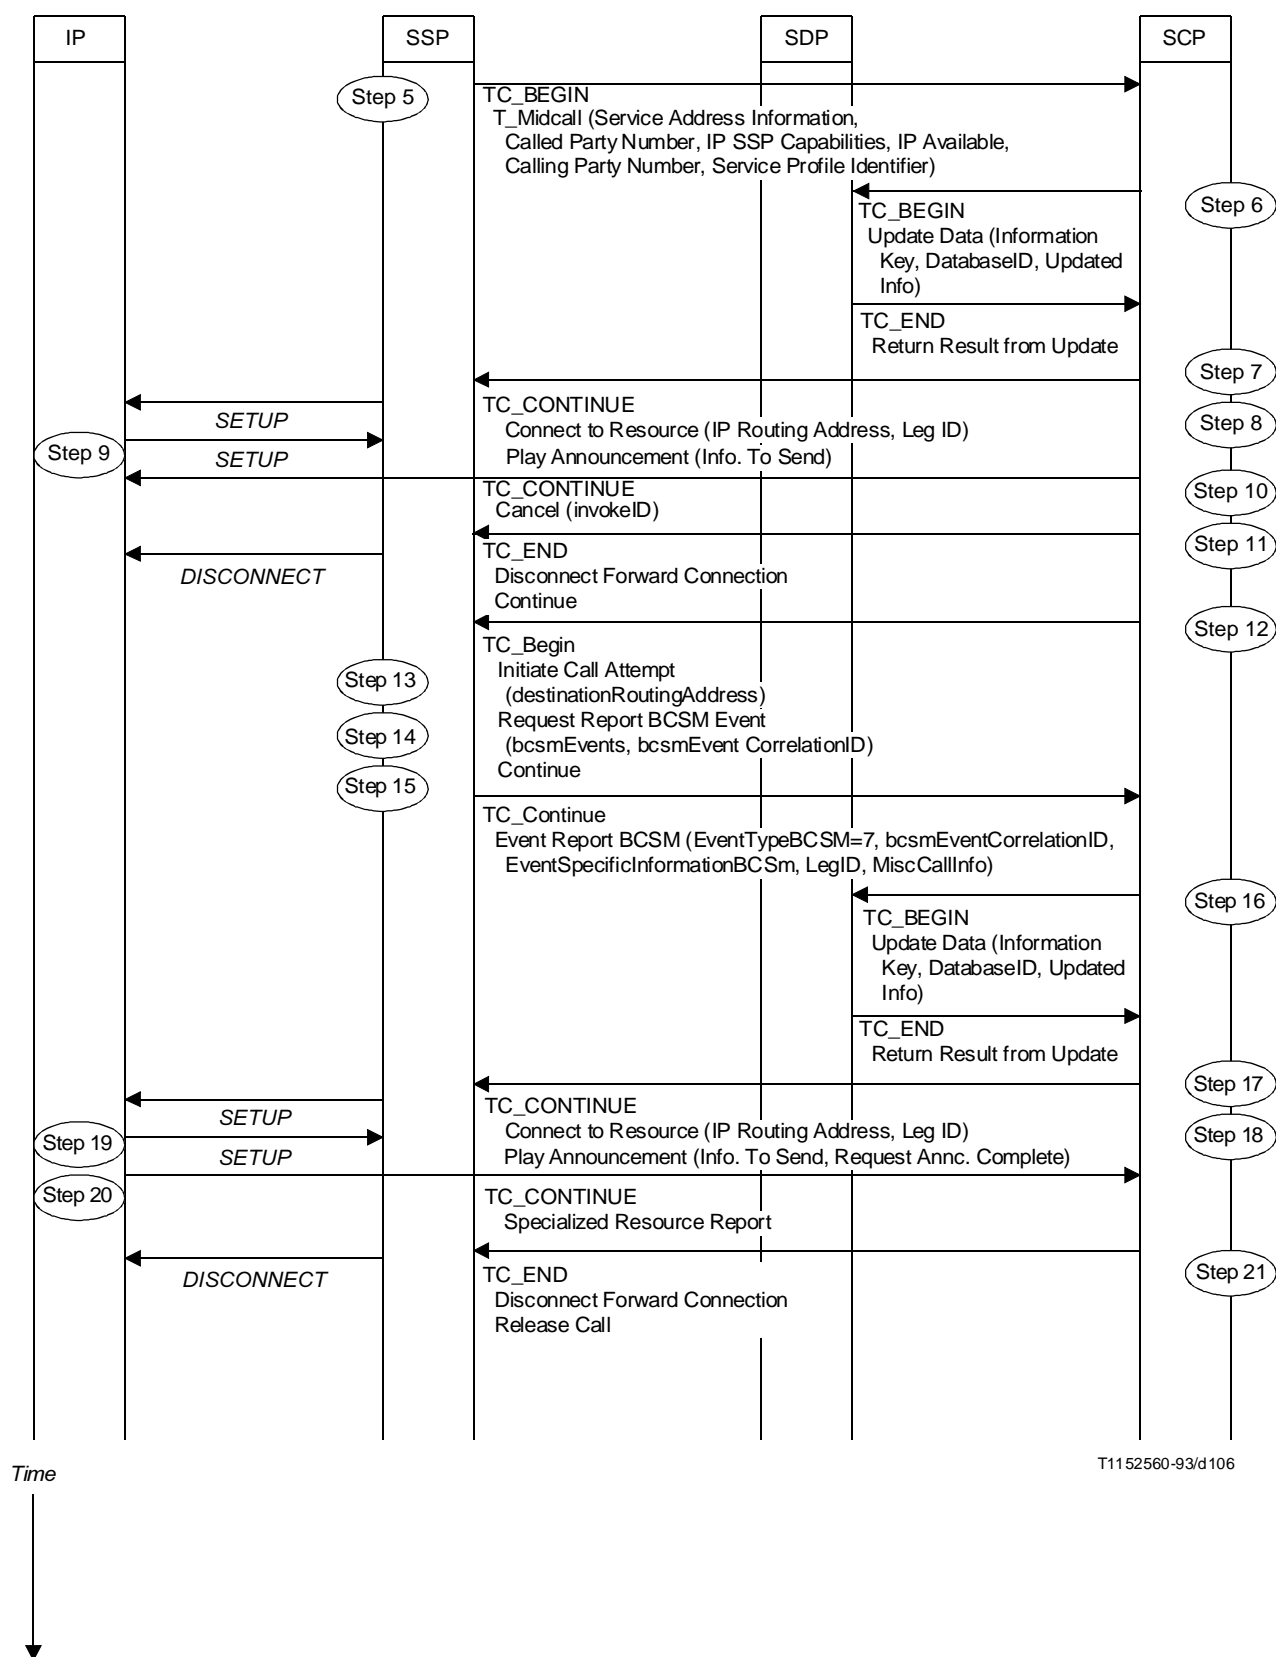 IP
SSP
SDP
SCP
Step 5
TC_BEGIN
T_Midcall (Service Address Information,
Called Party Number, IP SSP Capabilities, IP Available,
Calling Party Number, Service Profile Identifier)
Step 6
TC_BEGIN
Update Data (Information
Key, DatabaseID, Updated
Info)
TC_END
Return Result from Update
Step 7
SETUP
TC_CONTINUE
Connect to Resource (IP Routing Address, Leg ID)
Play Announcement (Info. To Send)
Step 8
Step 9
SETUP
TC_CONTINUE
Cancel (invokeID)
Step 10
TC_END
Disconnect Forward Connection
Continue
Step 11
DISCONNECT
Step 12
TC_Begin
Initiate Call Attempt
(destinationRoutingAddress)
Request Report BCSM Event
(bcsmEvents, bcsmEvent CorrelationID)
Continue
Step 13
Step 14
Step 15
TC_Continue
Event Report BCSM (EventTypeBCSM=7, bcsmEventCorrelationID,
EventSpecificInformationBCSm, LegID, MiscCallInfo)
Step 16
TC_BEGIN
Update Data (Information
Key, DatabaseID, Updated
Info)
TC_END
Return Result from Update
Step 17
SETUP
TC_CONTINUE
Connect to Resource (IP Routing Address, Leg ID)
Play Announcement (Info. To Send, Request Annc. Complete)
Step 18
Step 19
SETUP
Step 20
TC_CONTINUE
Specialized Resource Report
DISCONNECT
TC_END
Disconnect Forward Connection
Release Call
Step 21
T1152560-93/d106
Time